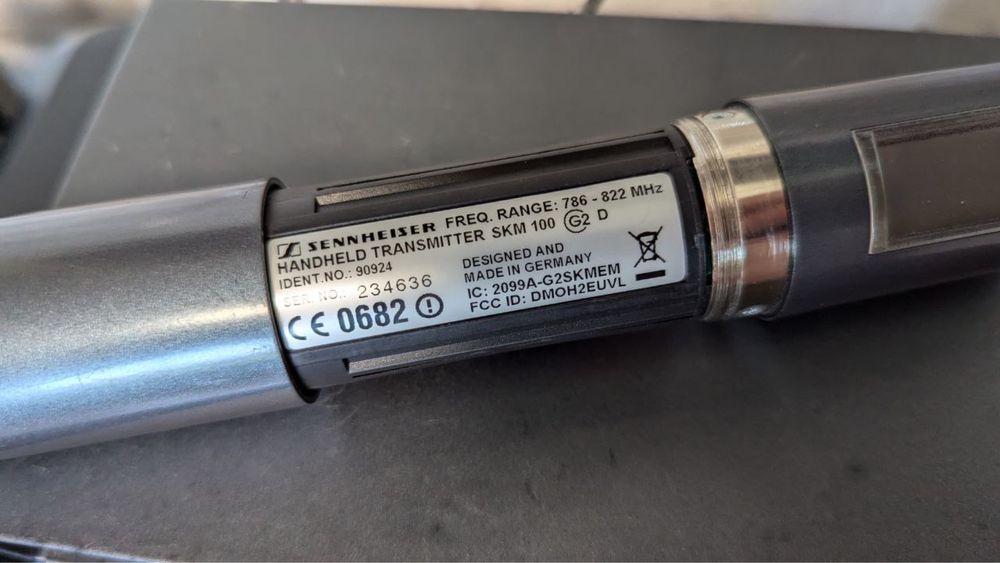 SENNHEISER FREQ. RANGE: 786 - 822 MHz
HANDHELD TRANSMITTER SKM 100 G2 D
IDENT.NO.: 90924
SER. NO.: 234636
DESIGNED AND
MADE IN GERMANY
IC: 2099A-G2SKMEM
FCC ID: DMOH2EUVL
CE 0682